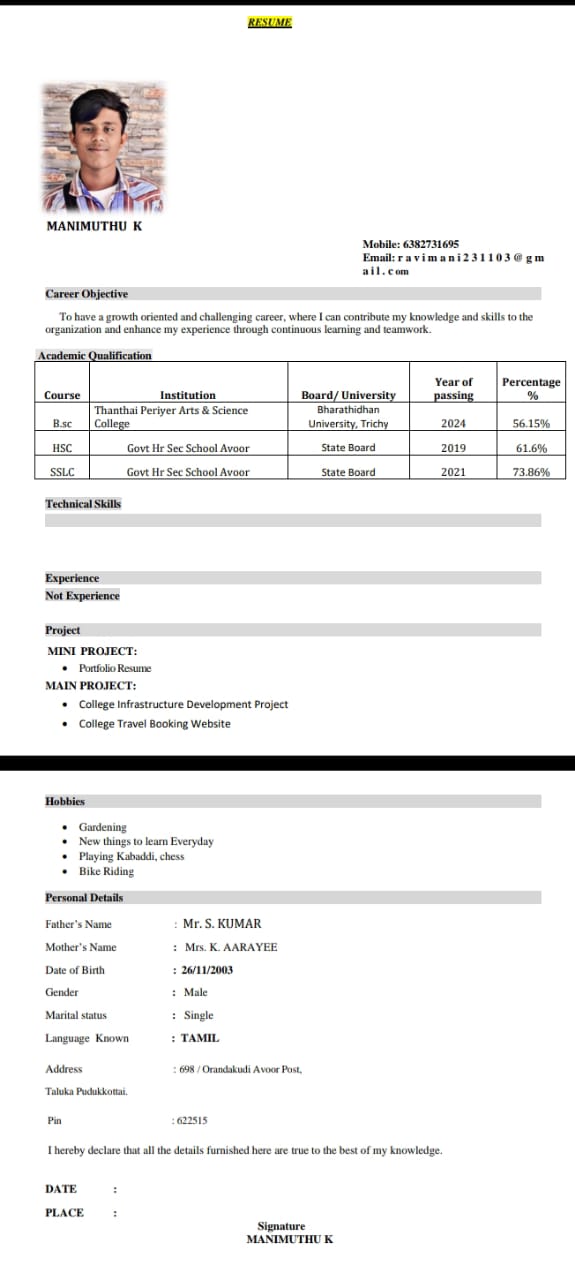 RESUME
MANIMUTHU K
Mobile: 6382731695
Email: r a v i m a n i 2 3 1 1 0 3 @ g m
a i l . c o m
Career Objective
To have a growth oriented and challenging career, where I can contribute my knowledge and skills to the
organization and enhance my experience through continuous learning and teamwork.
Academic Qualification
Course Institution Board/ University Year of passing Percentage %
B.sc Thanthai Periyer Arts & Science College Bharathidhan University, Trichy 2024 56.15%
HSC Govt Hr Sec School Avoor State Board 2019 61.6%
SSLC Govt Hr Sec School Avoor State Board 2021 73.86%
Technical Skills
Experience
Not Experience
Project
MINI PROJECT:
• Portfolio Resume
MAIN PROJECT:
• College Infrastructure Development Project
• College Travel Booking Website
Hobbies
• Gardening
• New things to learn Everyday
• Playing Kabaddi, chess
• Bike Riding
Personal Details
Father's Name : Mr. S. KUMAR
Mother's Name : Mrs. K. AARAYEE
Date of Birth : 26/11/2003
Gender : Male
Marital status : Single
Language Known : TAMIL
Address : 698 / Orandakudi Avoor Post,
Taluka Pudukkottai.
Pin : 622515
I hereby declare that all the details furnished here are true to the best of my knowledge.
DATE :
PLACE :
Signature
MANIMUTHU K